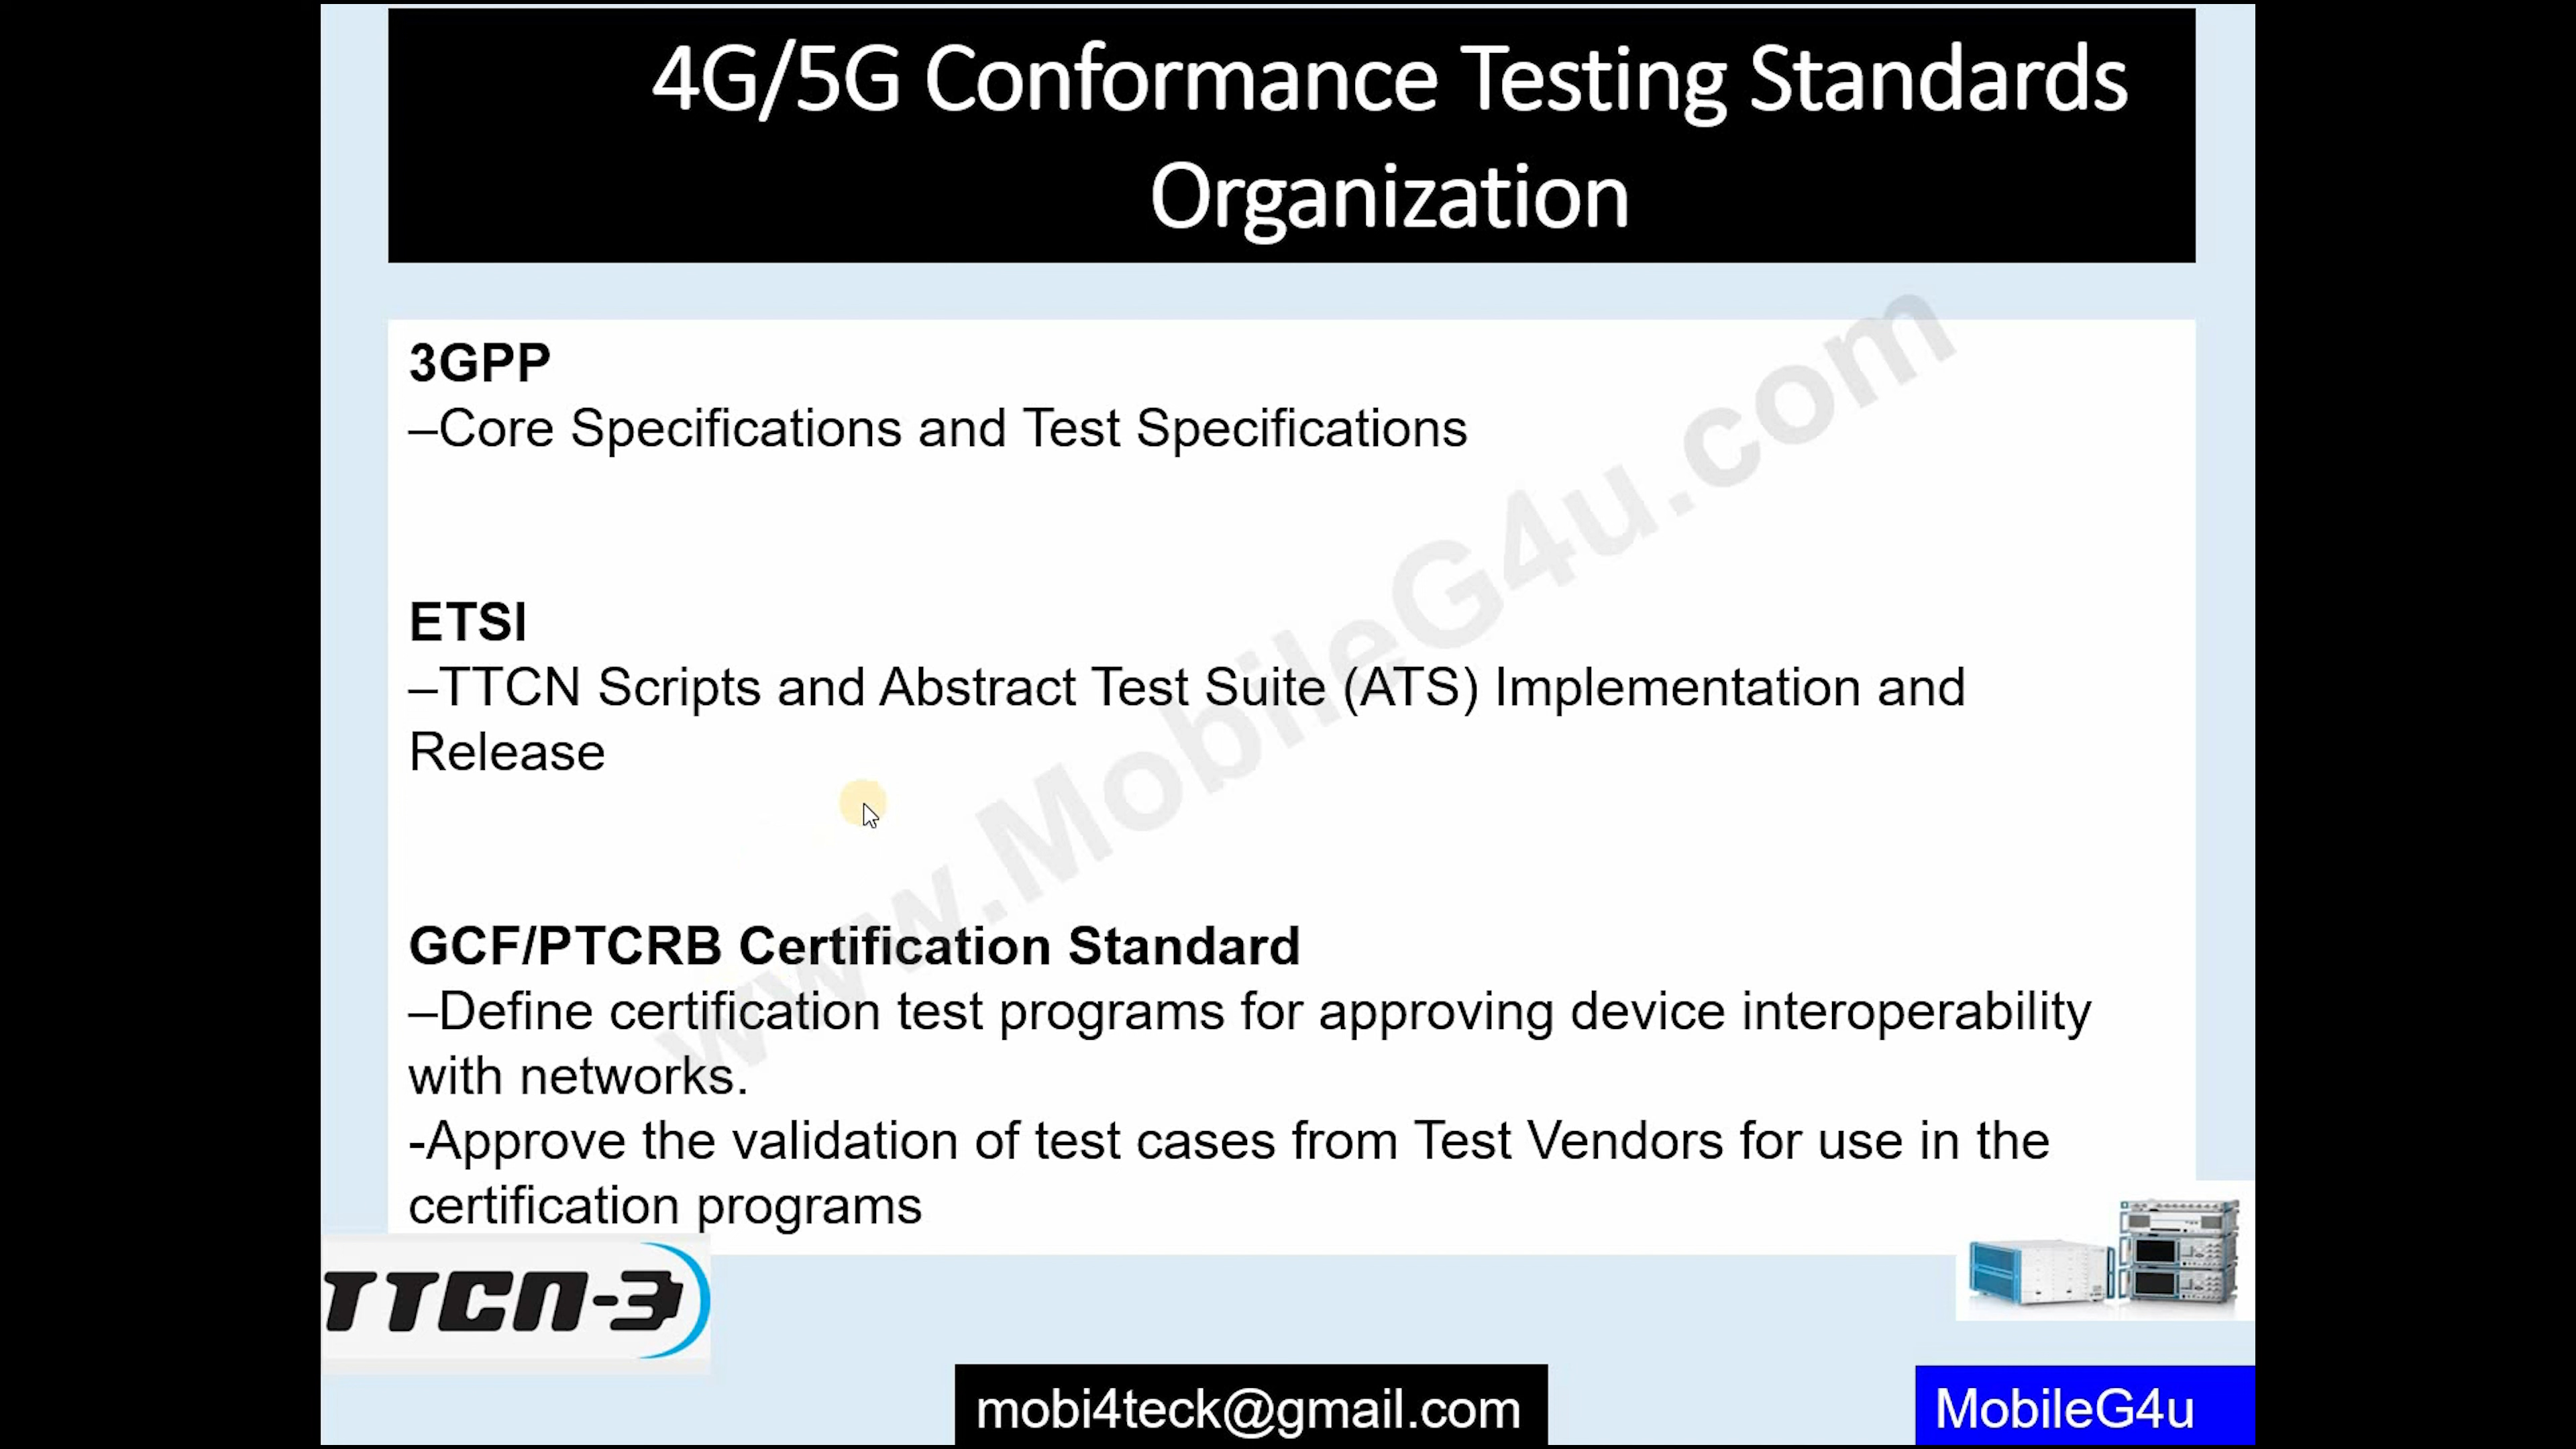 4G/5G Conformance Testing Standards
Organization
3GPP
–Core Specifications and Test Specifications
ETSI
–TTCN Scripts and Abstract Test Suite (ATS) Implementation and
Release
GCF/PTCRB Certification Standard
–Define certification test programs for approving device interoperability
with networks.
-Approve the validation of test cases from Test Vendors for use in the
certification programs
www.MobileG4u.com
TTCN-3
mobi4teck@gmail.com
MobileG4u